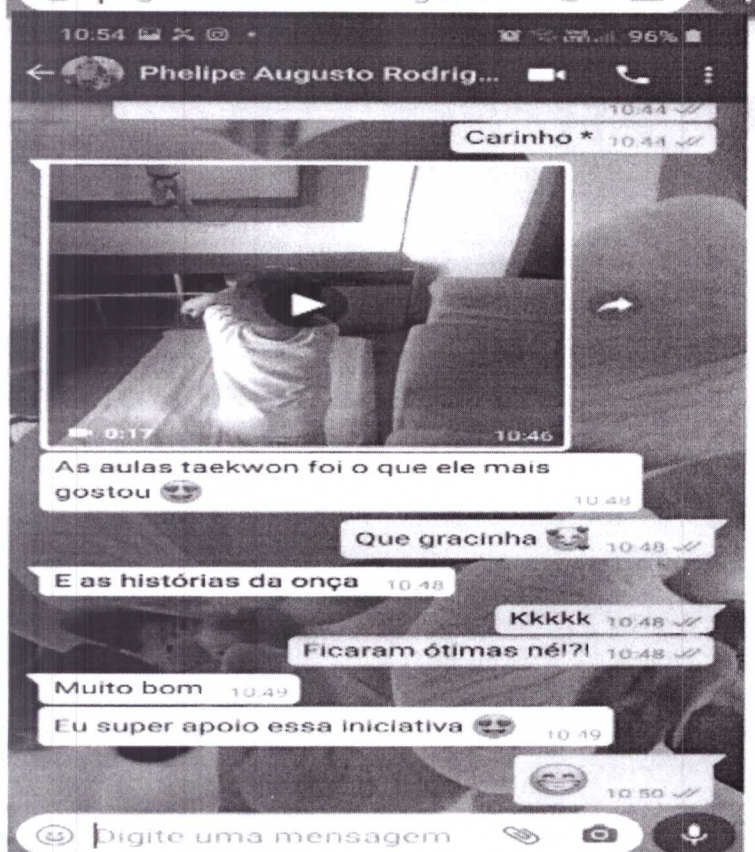 10:54 96%
Phelipe Augusto Rodrig...
10:44
Carinho * 10:44
0:17 10:46
As aulas taekwon foi o que ele mais
gostou 😍 10:48
Que gracinha 🥰 10:48
E as histórias da onça 10:48
Kkkkk 10:48
Ficaram ótimas né!?! 10:48
Muito bom 10:49
Eu super apoio essa iniciativa 😍 10:49
😁 10:50
Digite uma mensagem